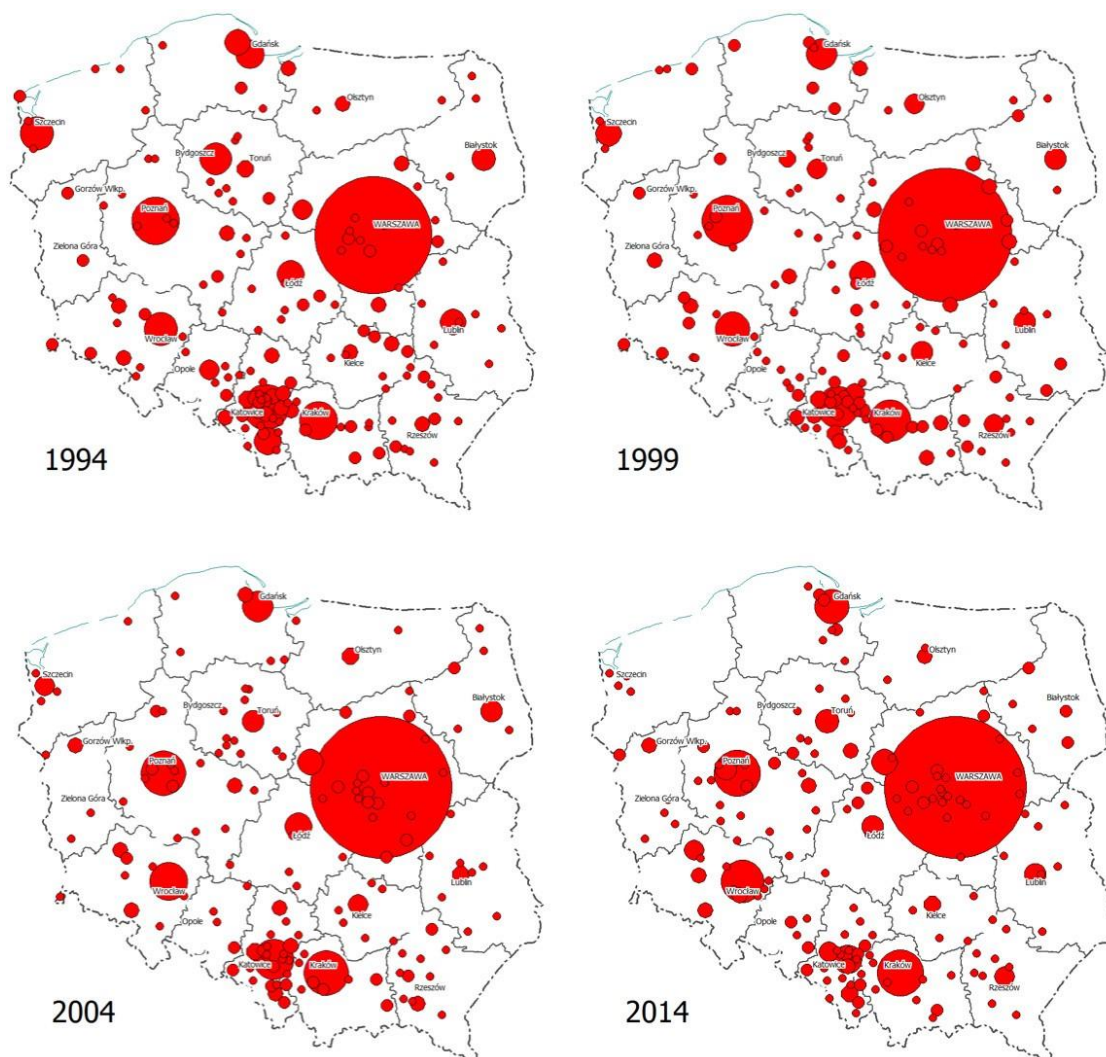 Gdańsk
Olsztyn
Szczecin
Białystok
Bydgoszcz
Toruń
Gorzów Wlkp.
Poznań
WARSZAWA
Zielona Góra
Łódź
Lublin
Wrocław
Kielce
Opole
Katowice
Kraków
Rzeszów
1994
Gdańsk
Olsztyn
Szczecin
Białystok
Bydgoszcz
Toruń
Gorzów Wlkp.
Poznań
WARSZAWA
Zielona Góra
Łódź
Lublin
Wrocław
Kielce
Opole
Katowice
Kraków
Rzeszów
1999
Gdańsk
Olsztyn
Szczecin
Białystok
Bydgoszcz
Toruń
Gorzów Wlkp.
Poznań
WARSZAWA
Zielona Góra
Łódź
Lublin
Wrocław
Kielce
Opole
Katowice
Kraków
Rzeszów
2004
Gdańsk
Olsztyn
Szczecin
Białystok
Bydgoszcz
Toruń
Gorzów Wlkp.
Poznań
WARSZAWA
Zielona Góra
Łódź
Lublin
Wrocław
Kielce
Opole
Katowice
Kraków
Rzeszów
2014